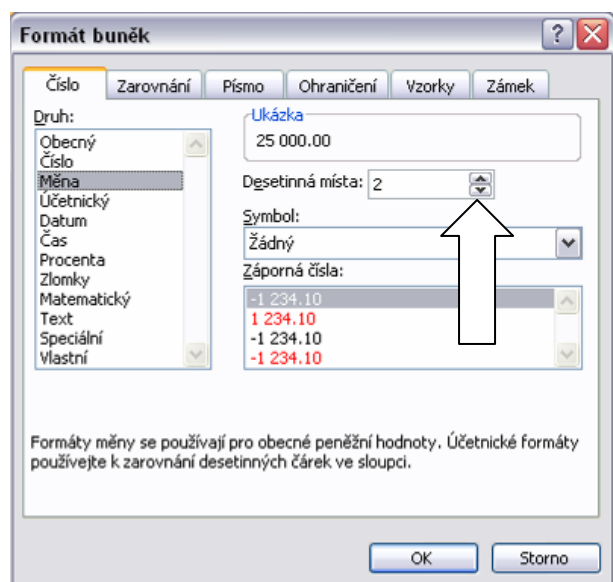 Formát buněk
Číslo Zarovnání Písmo Ohraničení Vzorky Zámek
Druh:
Obecný
Číslo
Měna
Účetnický
Datum
Čas
Procenta
Zlomky
Matematický
Text
Speciální
Vlastní
Ukázka
25 000.00
Desetinná místa: 2
Symbol:
Žádný
Záporná čísla:
-1 234.10
1 234.10
-1 234.10
-1 234.10
Formáty měny se používají pro obecné peněžní hodnoty. Účetnické formáty
používejte k zarovnání desetinných čárek ve sloupci.
OK Storno